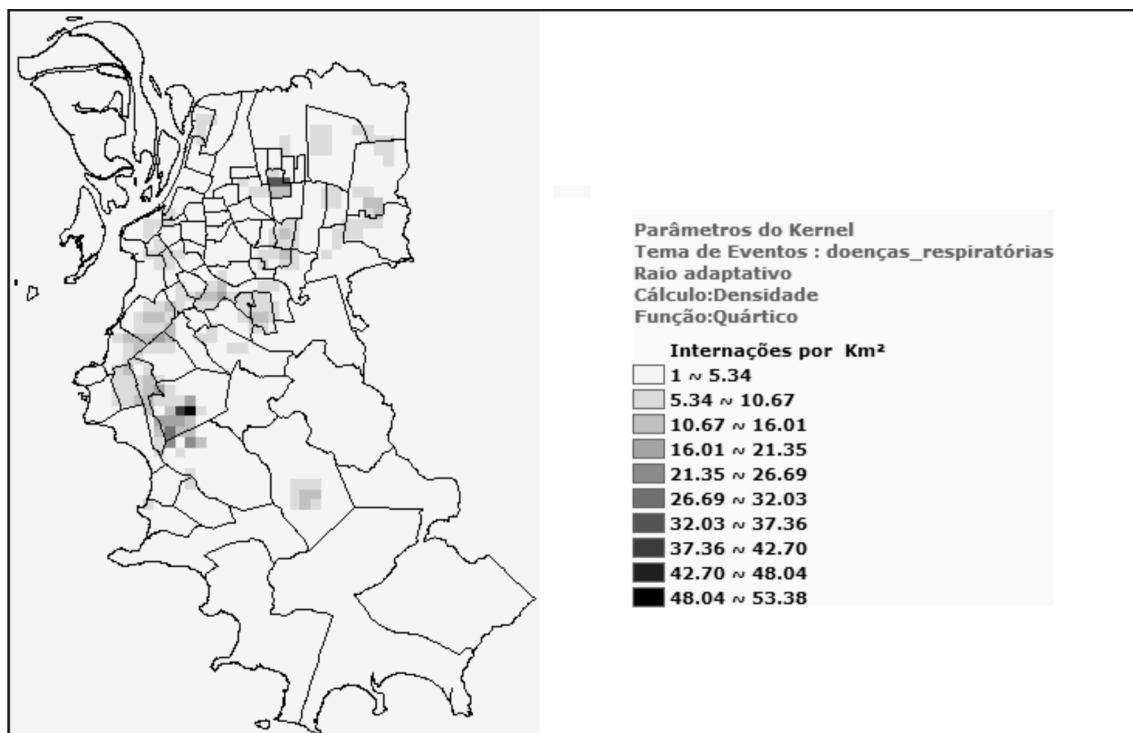 Parâmetros do Kernel
Tema de Eventos : doenças_respiratórias
Raio adaptativo
Cálculo:Densidade
Função:Quártico
Internações por Km²
1 ~ 5.34
5.34 ~ 10.67
10.67 ~ 16.01
16.01 ~ 21.35
21.35 ~ 26.69
26.69 ~ 32.03
32.03 ~ 37.36
37.36 ~ 42.70
42.70 ~ 48.04
48.04 ~ 53.38